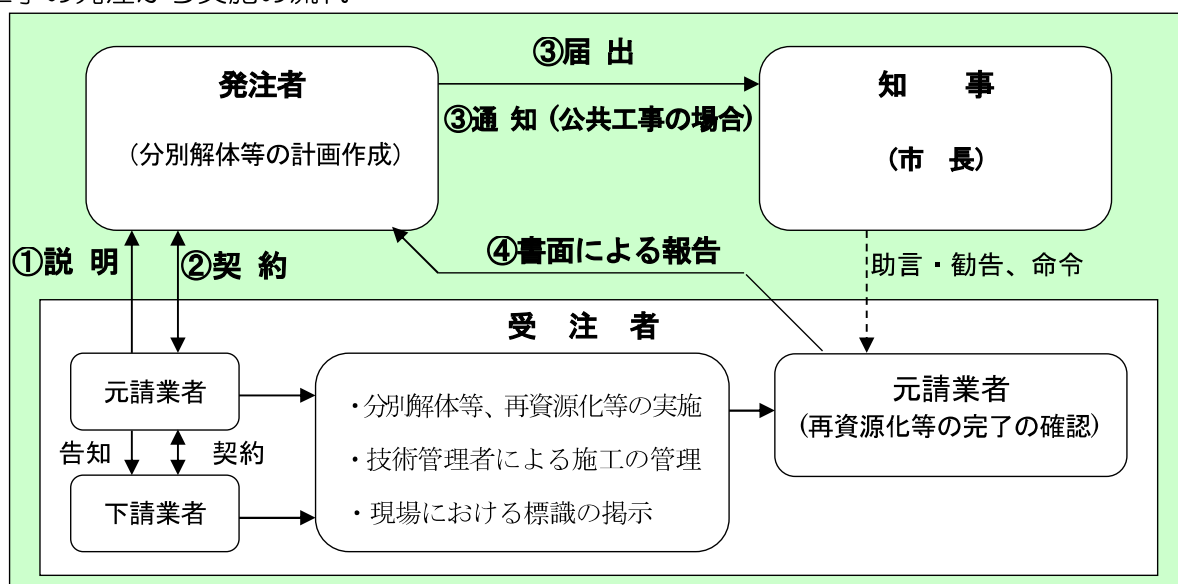 ③届 出
発注者
知 事
③通 知 (公共工事の場合)
(分別解体等の計画作成)
(市 長)
①説 明
②契 約
④書面による報告
助言・勧告、命令
受 注 者
元請業者
・分別解体等、再資源化等の実施
元請業者
(再資源化等の完了の確認)
告知
契約
・技術管理者による施工の管理
下請業者
・現場における標識の掲示